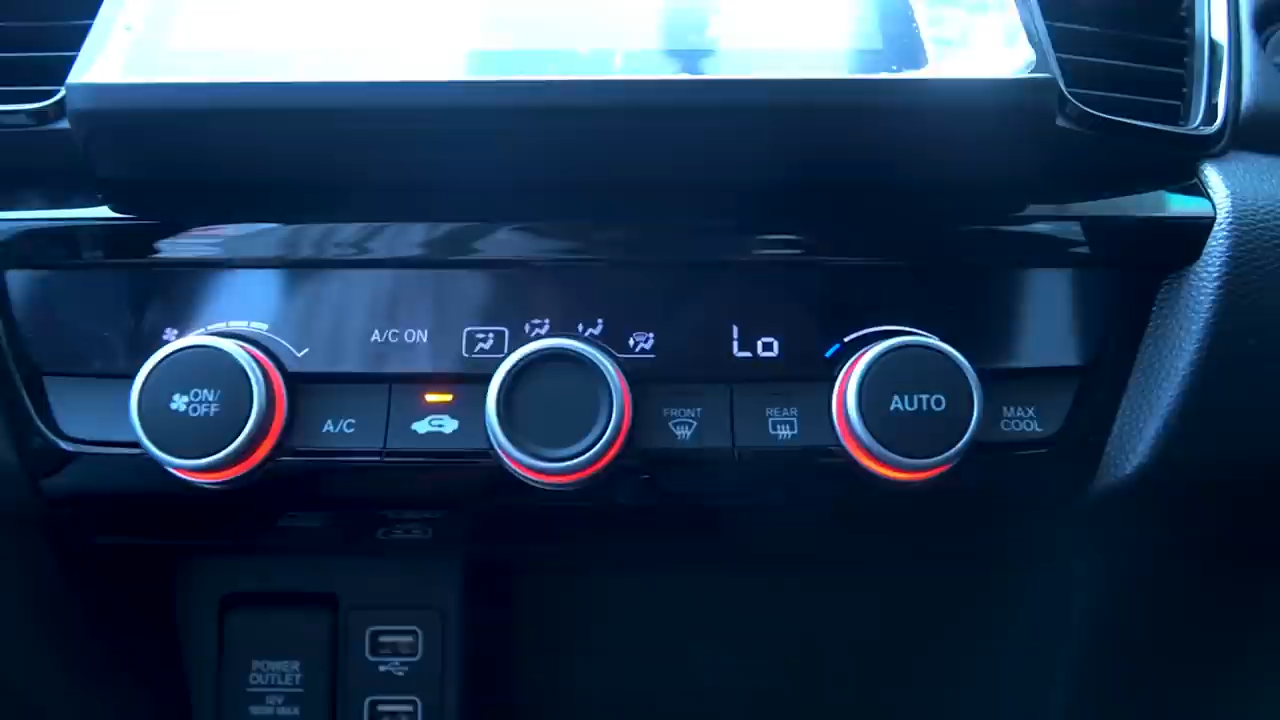 A/C ON
Lo
ON/
OFF
A/C
FRONT
REAR
AUTO
MAX
COOL
POWER
OUTLET